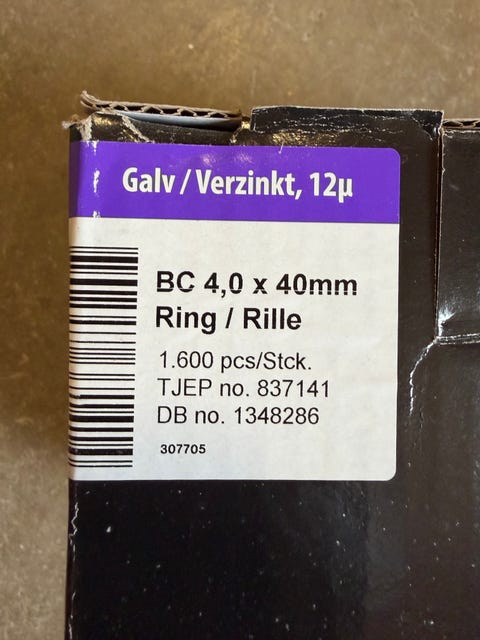 Galv / Verzinkt, 12µ
BC 4,0 x 40mm
Ring / Rille
1.600 pcs/Stck.
TJEP no. 837141
DB no. 1348286
307705